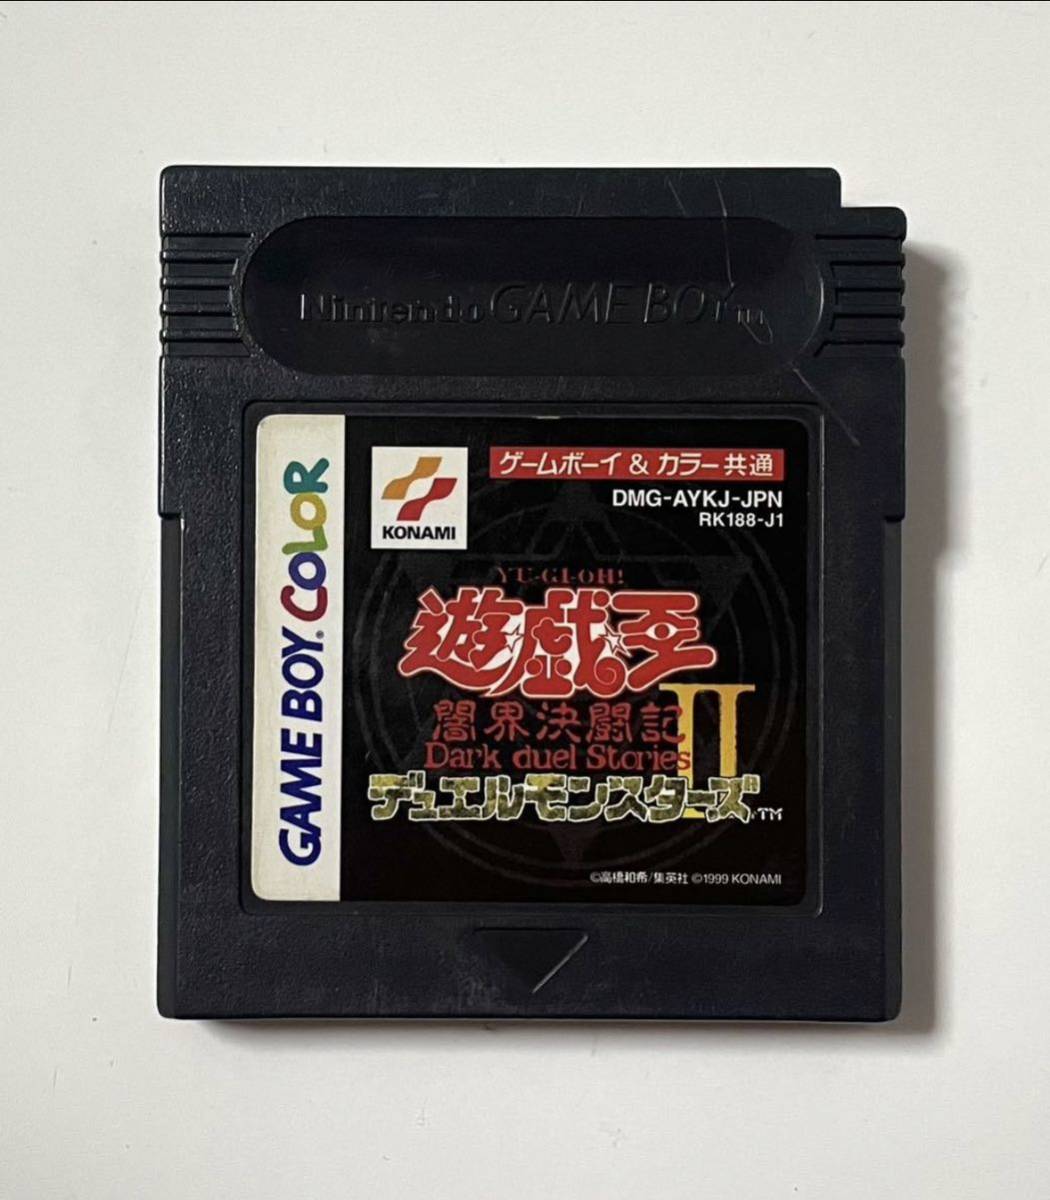 Nintendo GAME BOY TM
GAME BOY COLOR
KONAMI
ゲームボーイ & カラー共通
DMG-AYKJ-JPN
RK188-J1
YU-GI-OH!
遊☆戯☆王
闇界決闘記
II
Dark duel Stories
デュエルモンスターズ™
©高橋和希/集英社 ©1999 KONAMI